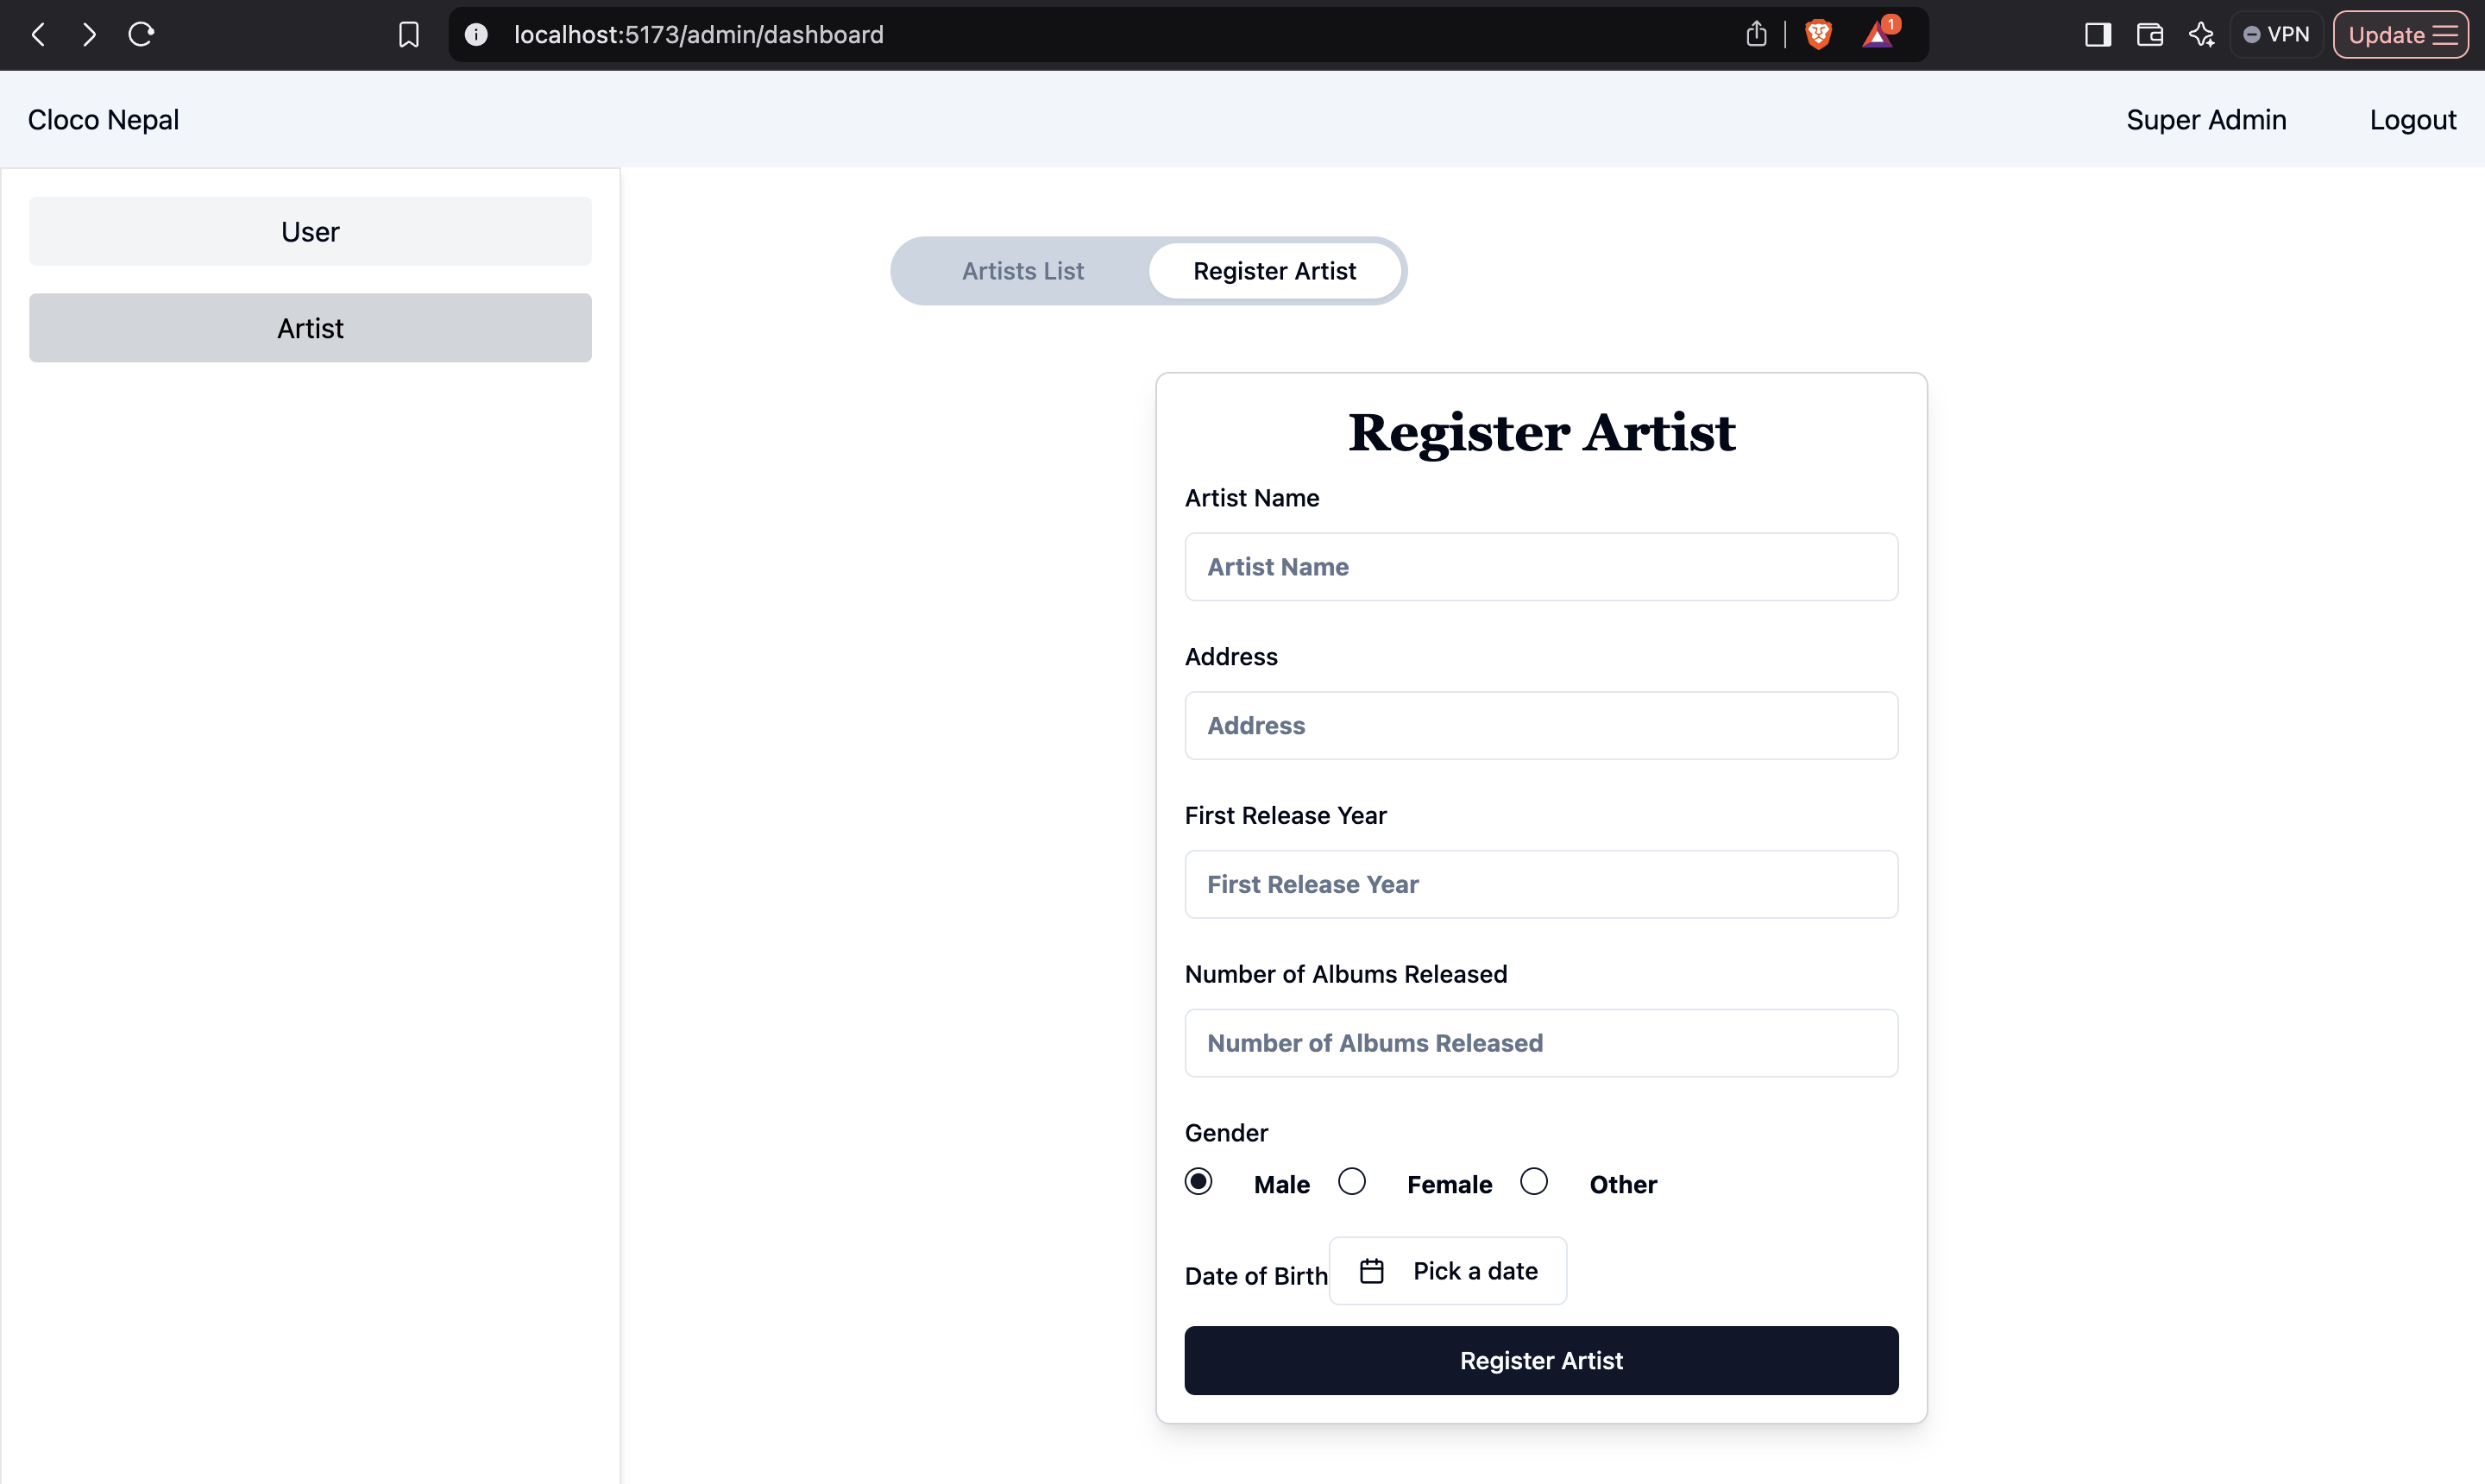 localhost:5173/admin/dashboard
1
VPN
Update
Cloco Nepal
Super Admin
Logout
User
Artist
Artists List
Register Artist
Register Artist
Artist Name
Artist Name
Address
Address
First Release Year
First Release Year
Number of Albums Released
Number of Albums Released
Gender
Male Female Other
Date of Birth Pick a date
Register Artist